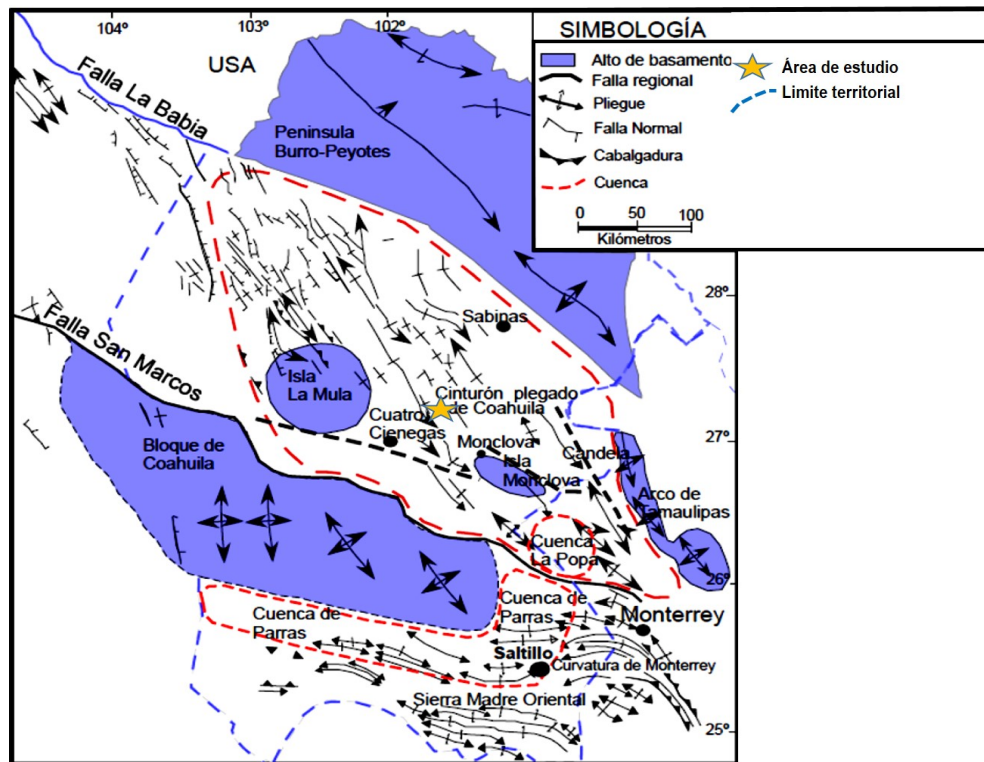 104°
103°
102°
USA
SIMBOLOGÍA
Alto de basamento
Falla regional
Pliegue
Falla Normal
Cabalgadura
Cuenca
0 50 100
Kilómetros
Área de estudio
Limite territorial
Falla La Babia
Peninsula
Burro-Peyotes
28°
Sabinas
Falla San Marcos
Isla
La Mula
Cinturón plegado
de Coahuila
Cuatro
Cienegas
27°
Monclova
Isla
Monclova
Candela
Bloque de
Coahuila
Arco de
Tamaulipas
Cuenca
La Popa
26°
Cuenca de
Parras
Cuenca de
Parras
Monterrey
Saltillo
Curvatura de Monterrey
Sierra Madre Oriental
25°